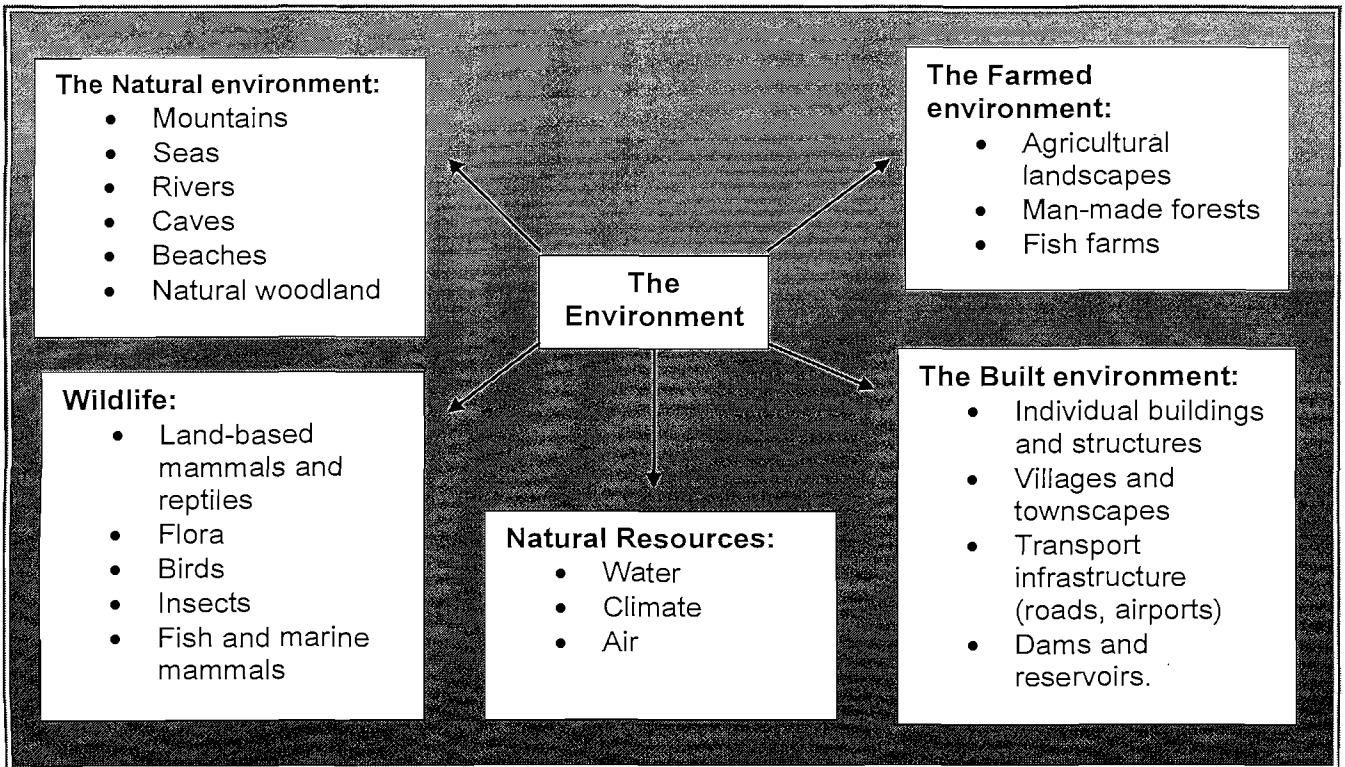 The Natural environment:
• Mountains
• Seas
• Rivers
• Caves
• Beaches
• Natural woodland
The Farmed
environment:
• Agricultural
landscapes
• Man-made forests
• Fish farms
The
Environment
Wildlife:
• Land-based
mammals and
reptiles
• Flora
• Birds
• Insects
• Fish and marine
mammals
Natural Resources:
• Water
• Climate
• Air
The Built environment:
• Individual buildings
and structures
• Villages and
townscapes
• Transport
infrastructure
(roads, airports)
• Dams and
reservoirs.